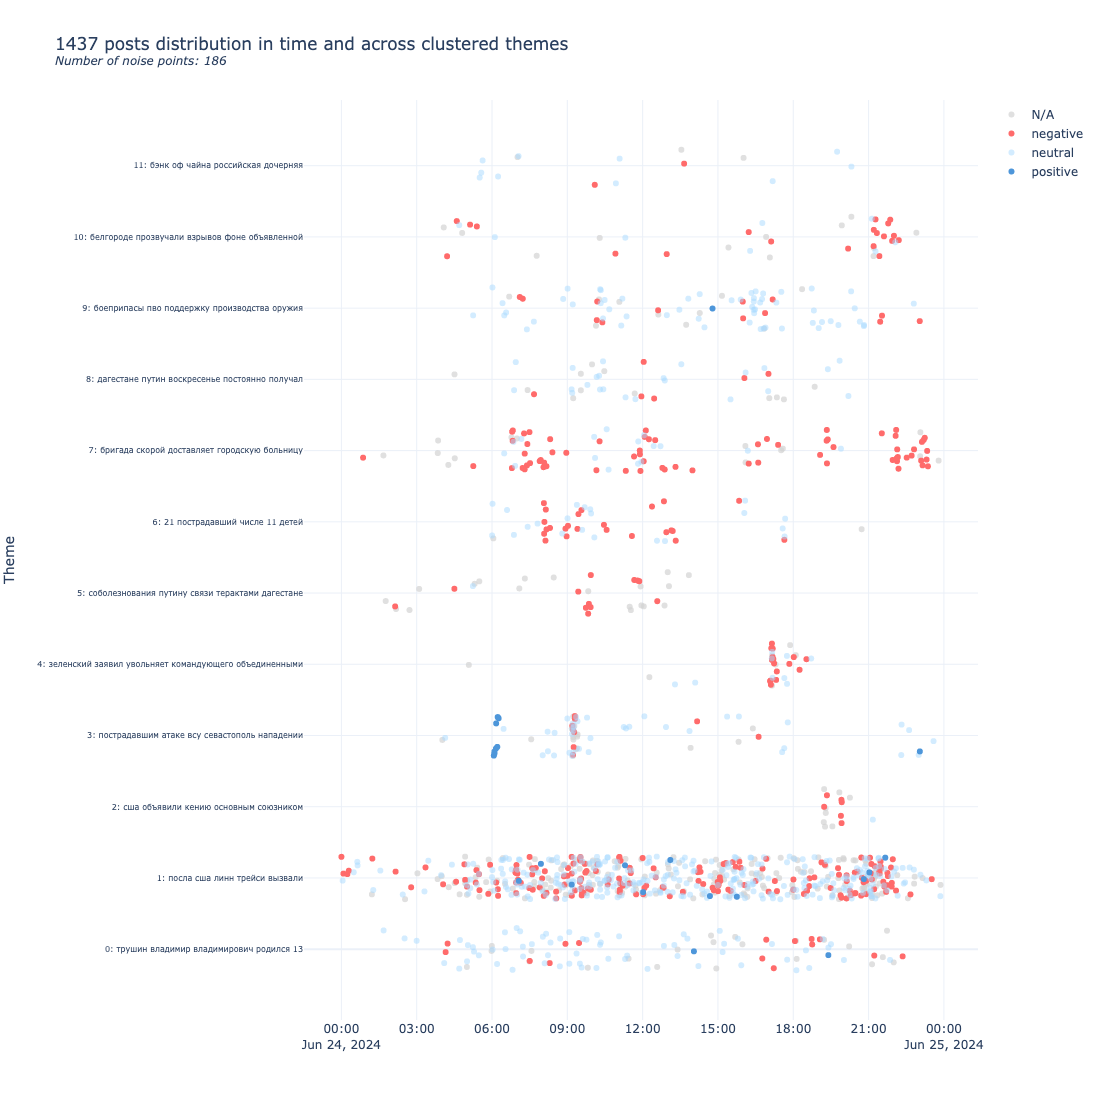 1437 posts distribution in time and across clustered themes
Number of noise points: 186
N/A
negative
neutral
positive
Theme
11: бэнк оф чайна российская дочерняя
10: белгороде прозвучали взрывов фоне объявленной
9: боеприпасы пво поддержку производства оружия
8: дагестане путин воскресенье постоянно получал
7: бригада скорой доставляет городскую больницу
6: 21 пострадавший числе 11 детей
5: соболезнования путину связи терактами дагестане
4: зеленский заявил увольняет командующего объединенными
3: пострадавшим атаке всу севастополь нападении
2: сша объявили кению основным союзником
1: посла сша линн трейси вызвали
0: трушин владимир владимирович родился 13
00:00 03:00 06:00 09:00 12:00 15:00 18:00 21:00 00:00
Jun 24, 2024 Jun 25, 2024